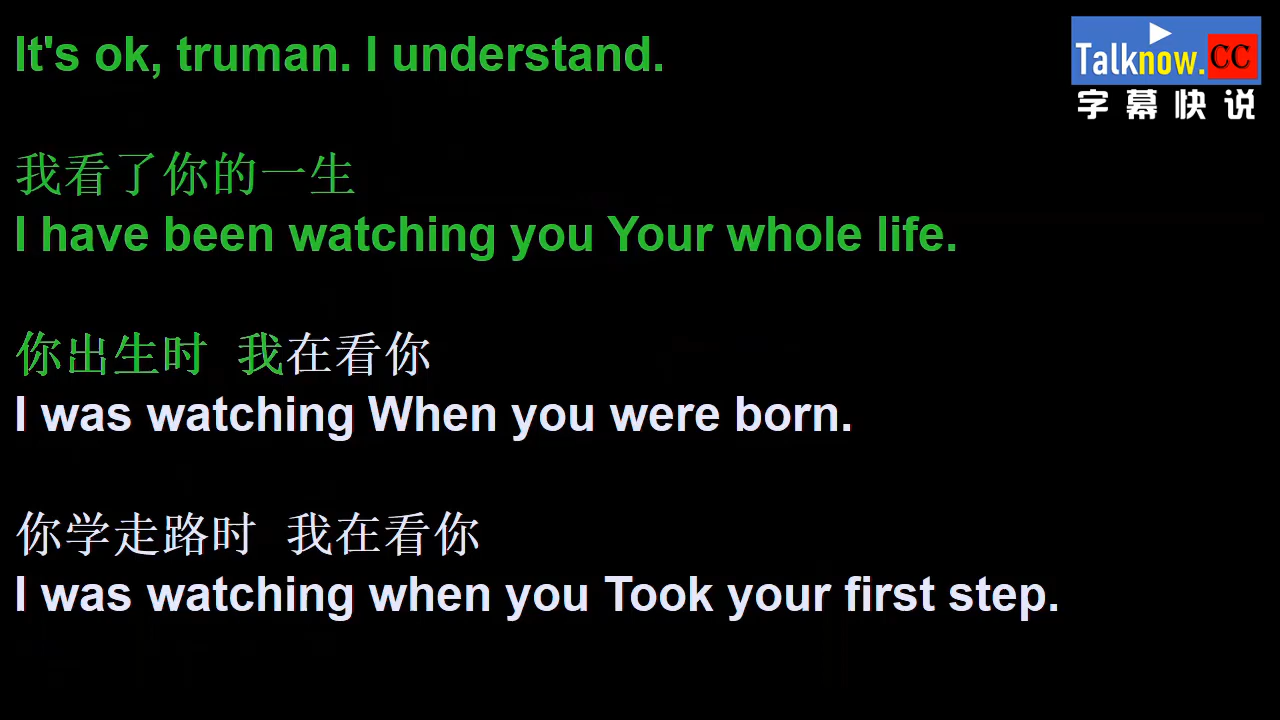 It's ok, truman. I understand.
Talknow.CC
字幕快说
我看了你的一生
I have been watching you Your whole life.
你出生时 我在看你
I was watching When you were born.
你学走路时 我在看你
I was watching when you Took your first step.